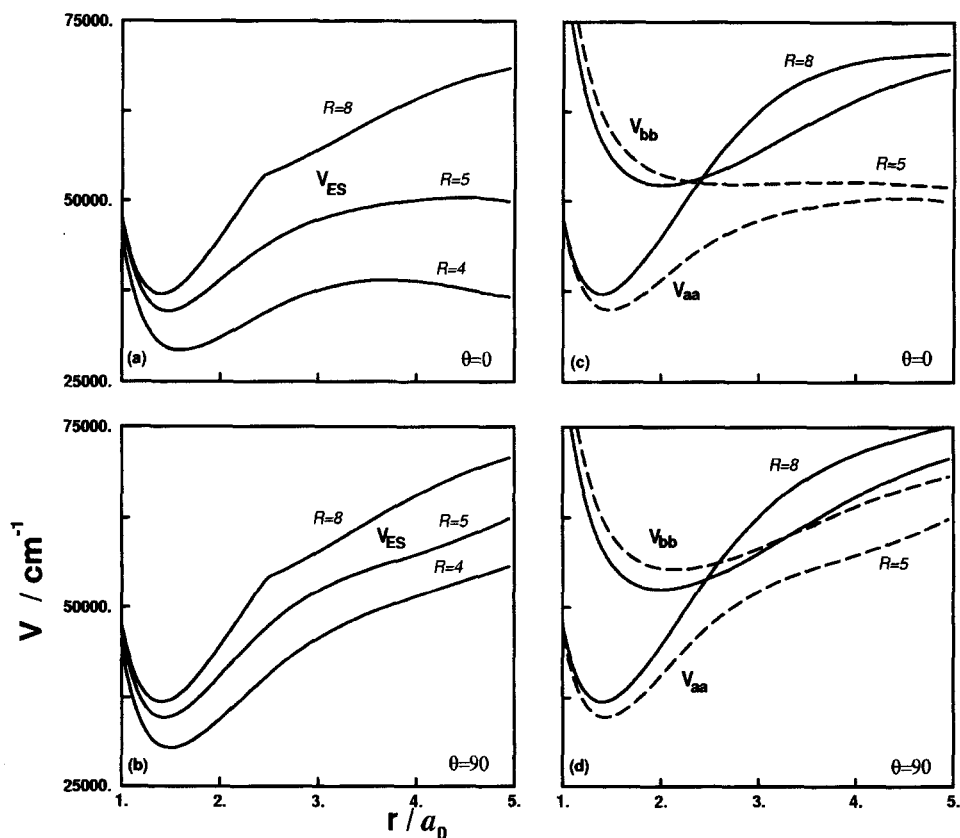 75000.
50000.
25000.
R=8
V_ES
R=5
R=4
(a)
θ=0
R=8
V_bb
R=5
V_aa
(c)
θ=0
75000.
50000.
25000.
R=8
R=5
V_ES
R=4
(b)
θ=90
R=8
V_bb
R=5
V_aa
(d)
θ=90
1. 2. 3. 4. 5.
1. 2. 3. 4. 5.
V / cm⁻¹
r / a₀